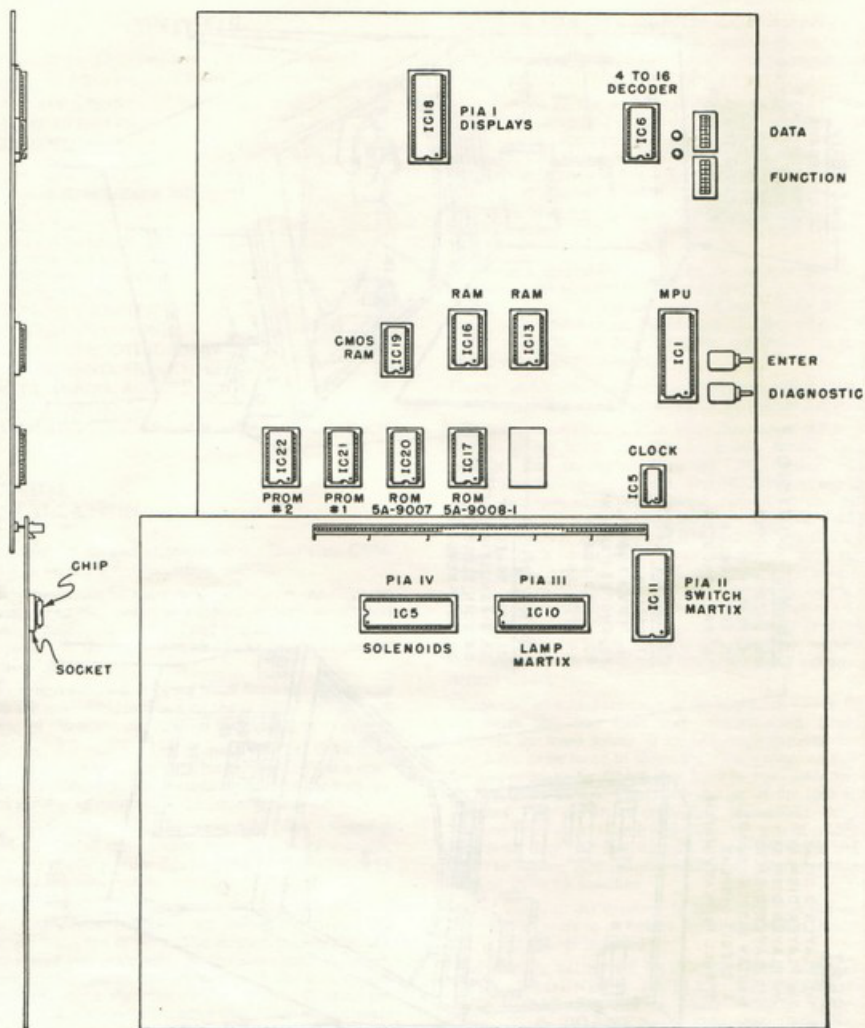 4 TO 16
DECODER
IC18
PIA I
DISPLAYS
IC6
DATA
FUNCTION
RAM
RAM
MPU
CMOS
RAM
IC19
IC16
IC13
IC1
ENTER
DIAGNOSTIC
CLOCK
IC22
IC21
IC20
IC17
IC5
PROM
#2
PROM
#1
ROM
5A-9007
ROM
5A-9008-1
CHIP
SOCKET
PIA IV
IC5
SOLENOIDS
PIA III
IC10
LAMP
MARTIX
IC11
PIA II
SWITCH
MARTIX